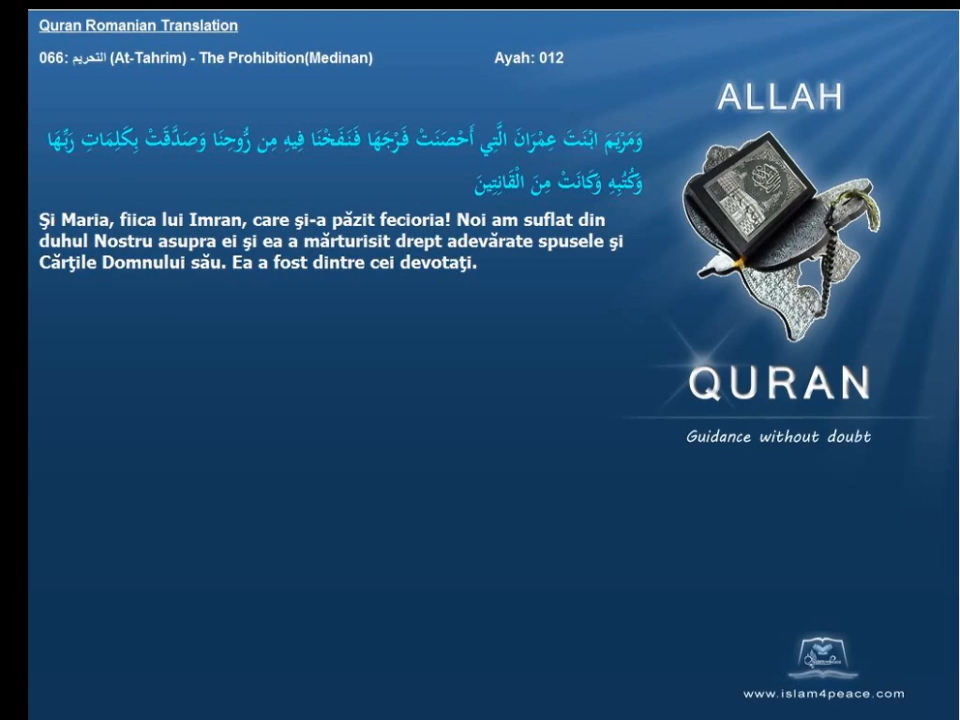 Quran Romanian Translation
066: التحريم (At-Tahrim) - The Prohibition(Medinan) Ayah: 012
وَمَرْيَمَ ابْنَتَ عِمْرَانَ الَّتِي أَحْصَنَتْ فَرْجَهَا فَنَفَخْنَا فِيهِ مِن رُّوحِنَا وَصَدَّقَتْ بِكَلِمَاتِ رَبِّهَا
وَكُتُبِهِ وَكَانَتْ مِنَ الْقَانِتِينَ
Şi Maria, fiica lui Imran, care şi-a păzit fecioria! Noi am suflat din
duhul Nostru asupra ei şi ea a mărturisit drept adevărate spusele şi
Cărţile Domnului său. Ea a fost dintre cei devotaţi.
ALLAH
QURAN
Guidance without doubt
www.islam4peace.com